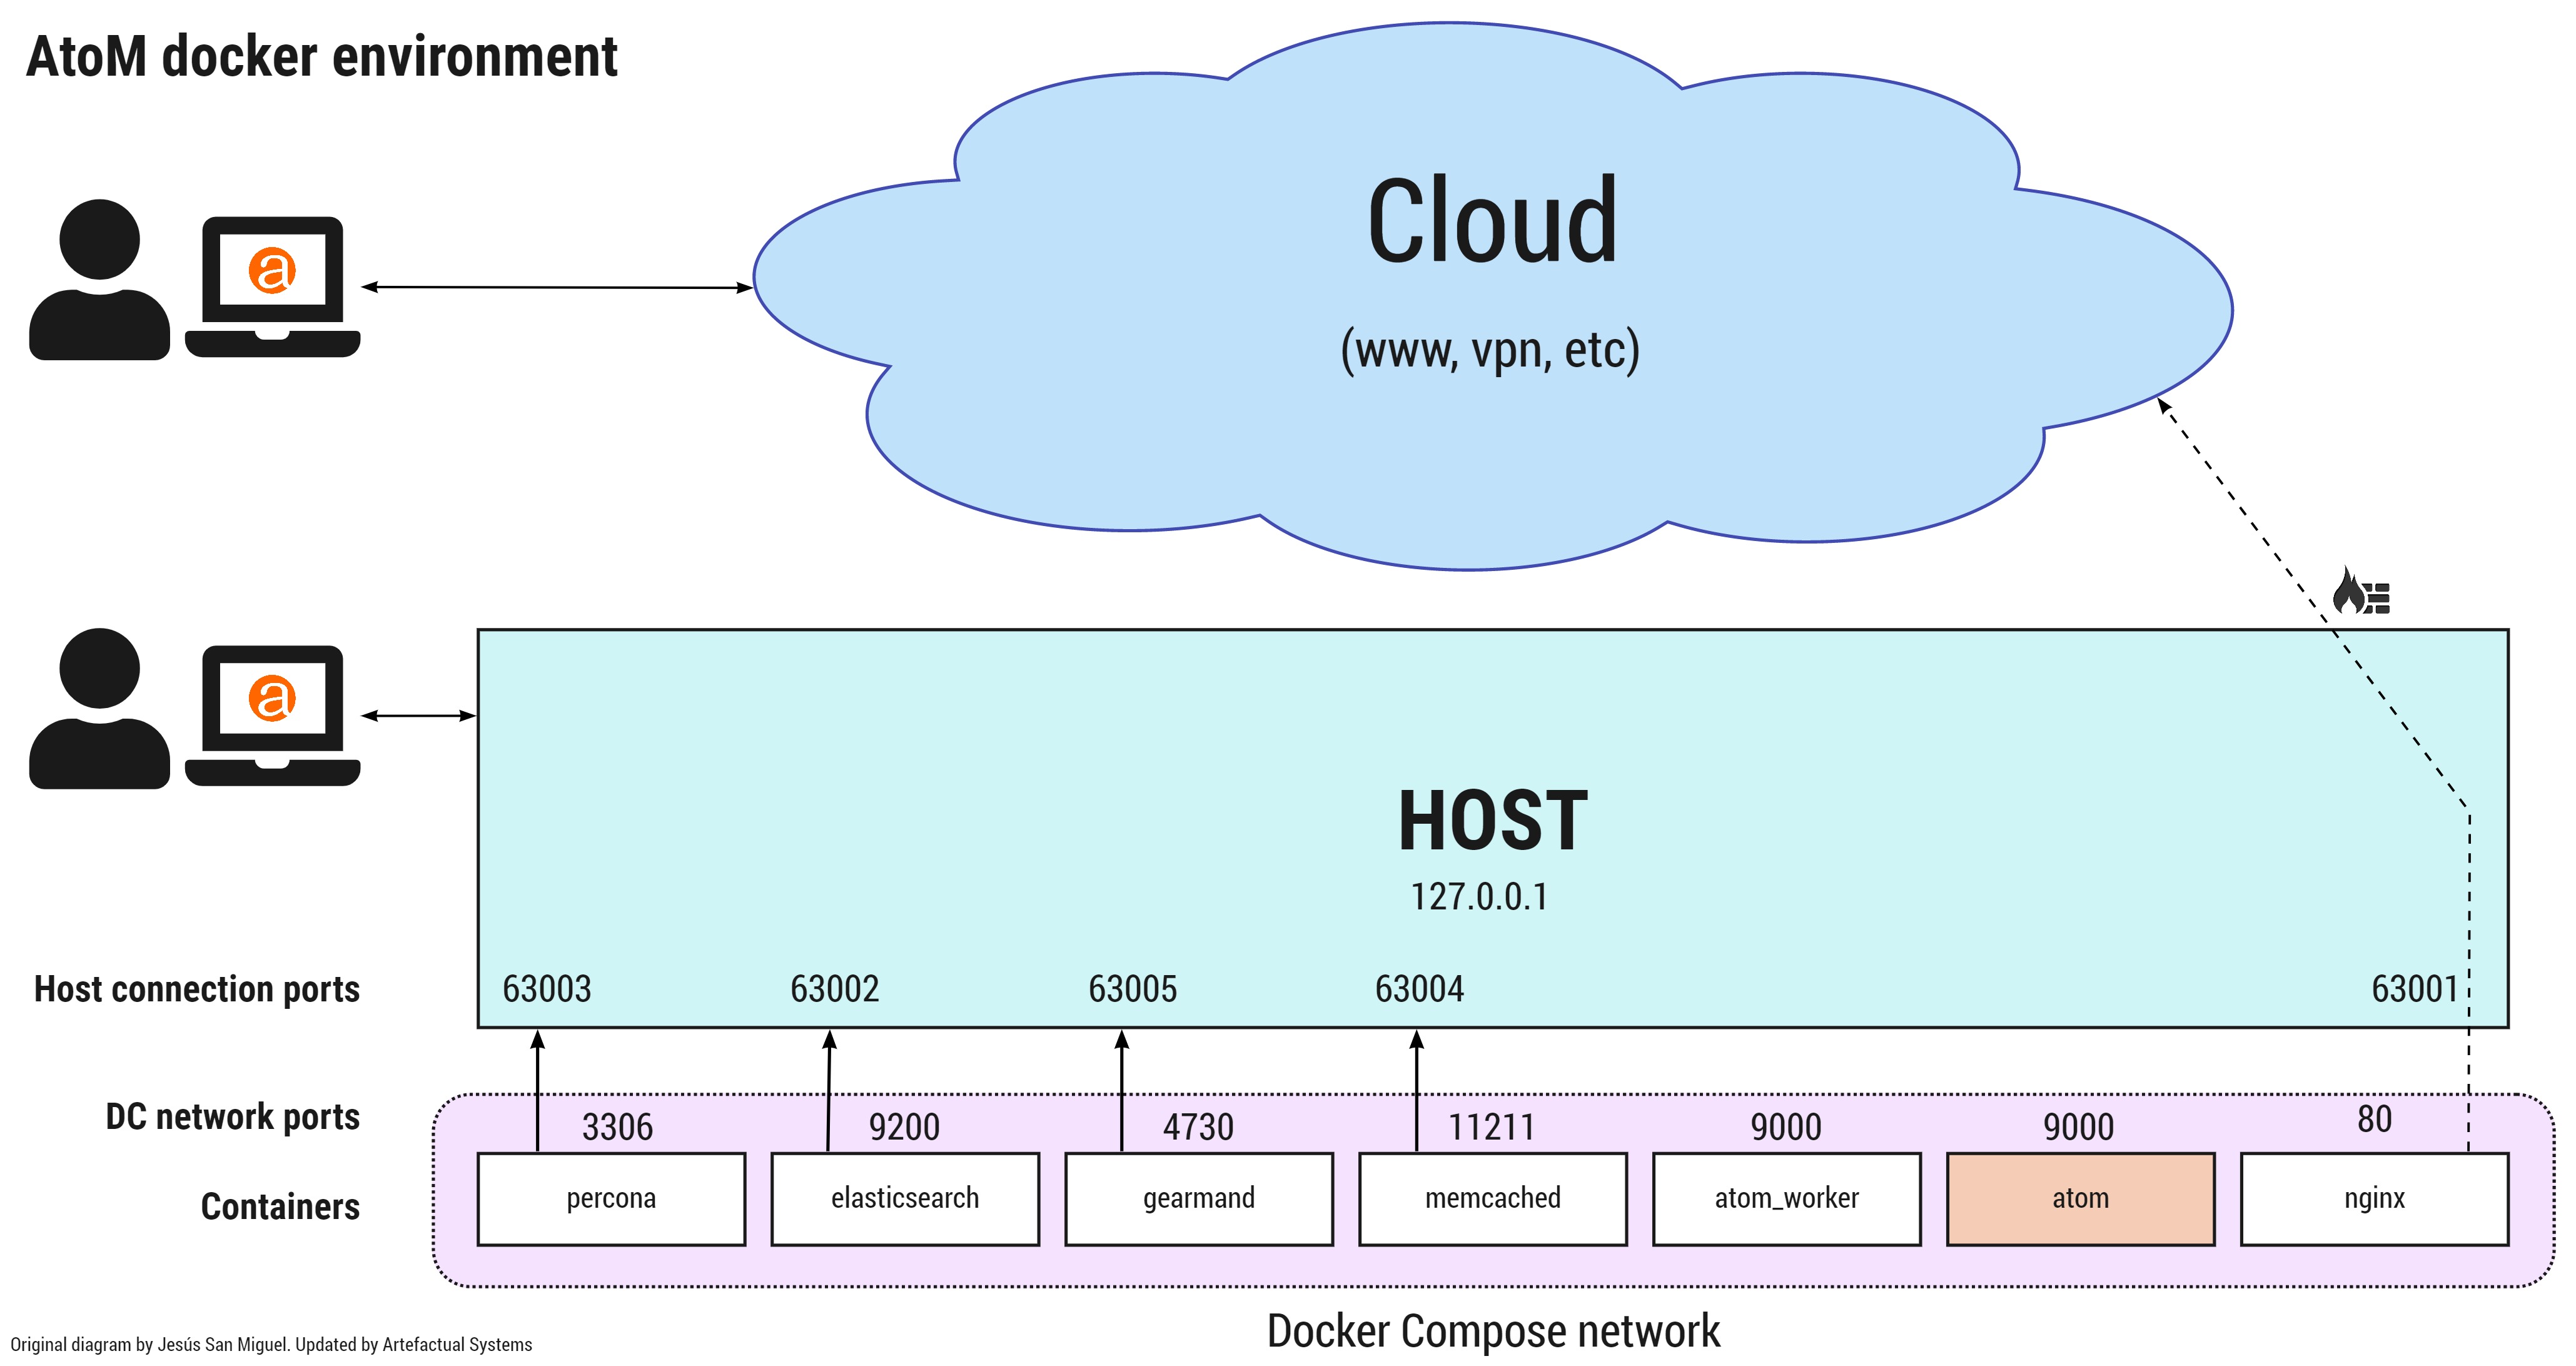 AtoM docker environment
Cloud
(www, vpn, etc)
HOST
127.0.0.1
Host connection ports
63003
63002
63005
63004
63001
DC network ports
3306
9200
4730
11211
9000
9000
80
Containers
percona
elasticsearch
gearmand
memcached
atom_worker
atom
nginx
Docker Compose network
Original diagram by Jesús San Miguel. Updated by Artefactual Systems